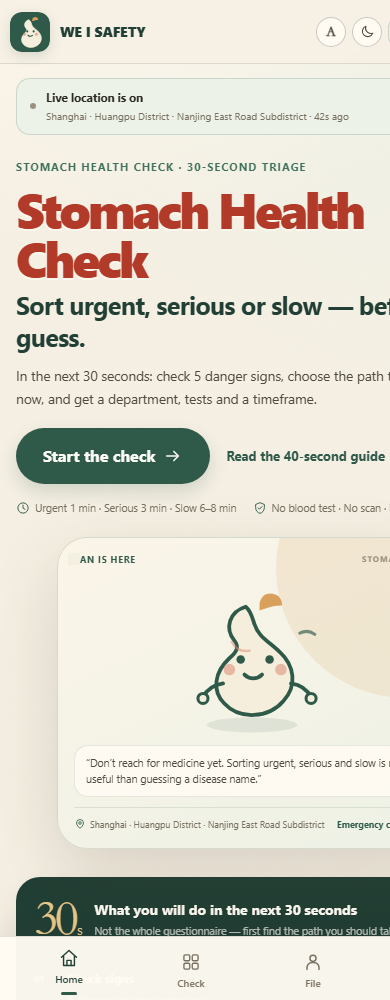 WE I SAFETY
A
Live location is on
Shanghai · Huangpu District · Nanjing East Road Subdistrict · 42s ago
STOMACH HEALTH CHECK · 30-SECOND TRIAGE
Stomach Health
Check
Sort urgent, serious or slow — bef
guess.
In the next 30 seconds: check 5 danger signs, choose the path t
now, and get a department, tests and a timeframe.
Start the check →
Read the 40-second guide
Urgent 1 min · Serious 3 min · Slow 6–8 min
No blood test · No scan ·
AN IS HERE
STOMA
“Don’t reach for medicine yet. Sorting urgent, serious and slow is
useful than guessing a disease name.”
Shanghai · Huangpu District · Nanjing East Road Subdistrict
Emergency c
30s
What you will do in the next 30 seconds
Not the whole questionnaire — first find the path you should tak
Home
Check
File